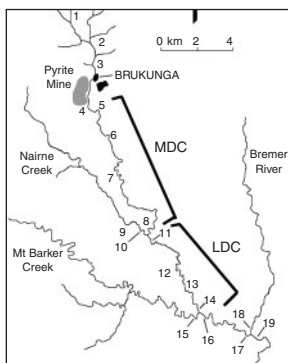 1
2
0 km 2 4
3
Pyrite
Mine
BRUKUNGA
4
5
6
MDC
7
Nairne
Creek
Bremer
River
8
9
11
10
LDC
Mt Barker
Creek
12
13
14
15
16
18
19
17